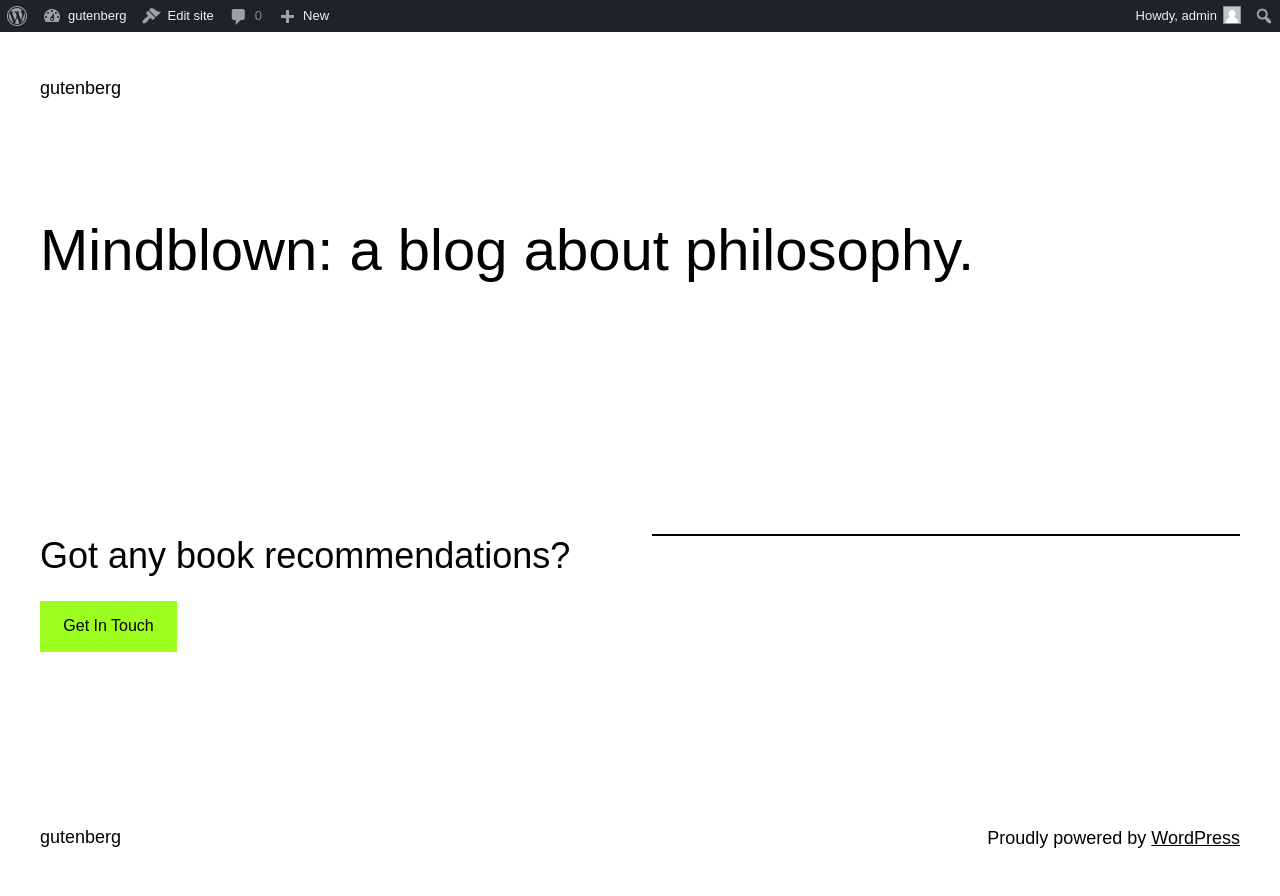 gutenberg Edit site 0 New Howdy, admin
gutenberg
Mindblown: a blog about philosophy.
Got any book recommendations?
Get In Touch
gutenberg Proudly powered by WordPress